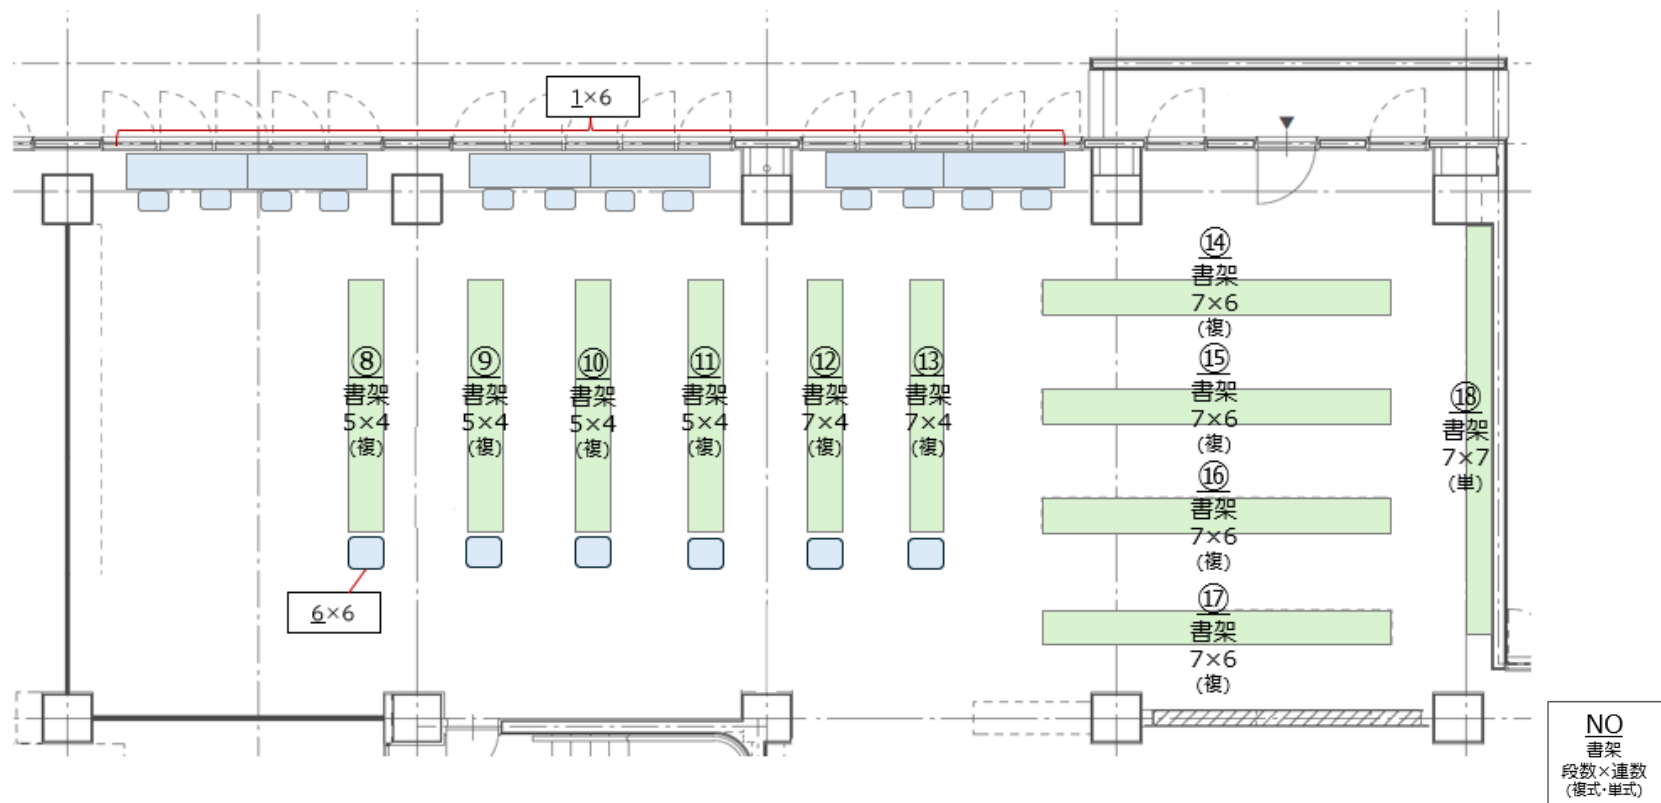 1×6
⑧
書架
5×4
(複)
⑨
書架
5×4
(複)
⑩
書架
5×4
(複)
⑪
書架
5×4
(複)
⑫
書架
7×4
(複)
⑬
書架
7×4
(複)
⑭
書架
7×6
(複)
⑮
書架
7×6
(複)
⑯
書架
7×6
(複)
⑰
書架
7×6
(複)
⑱
書架
7×7
(単)
6×6
NO
書架
段数×連数
(複式・単式)